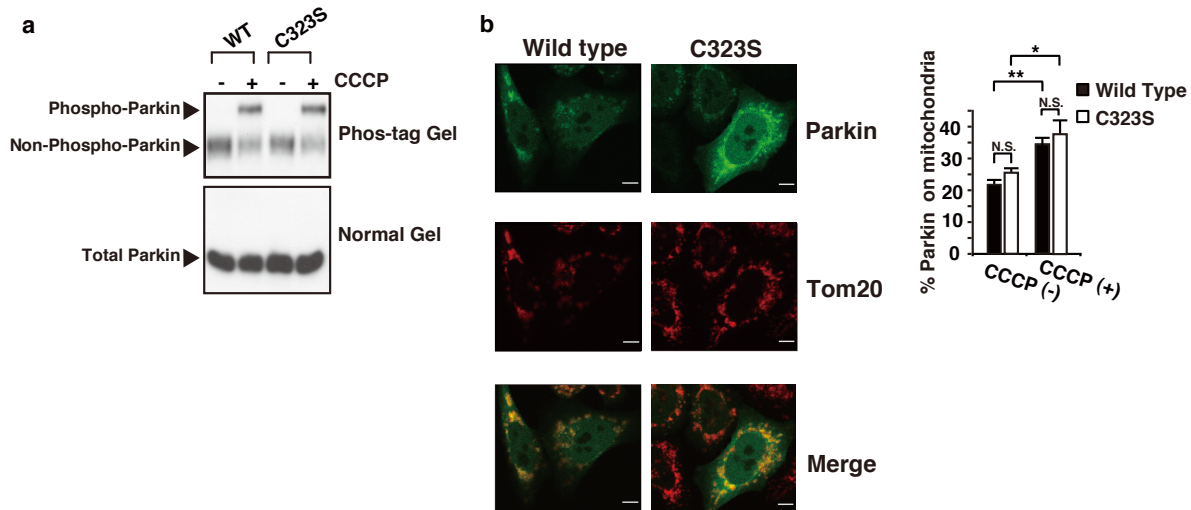 a
WT C323S
- + - + CCCP
Phospho-Parkin
Non-Phospho-Parkin
Phos-tag Gel
Total Parkin
Normal Gel
b
Wild type C323S
Parkin
Tom20
Merge
% Parkin on mitochondria
40
30
20
10
0
CCCP (-) CCCP (+)
N.S.
**
*
N.S.
Wild Type
C323S